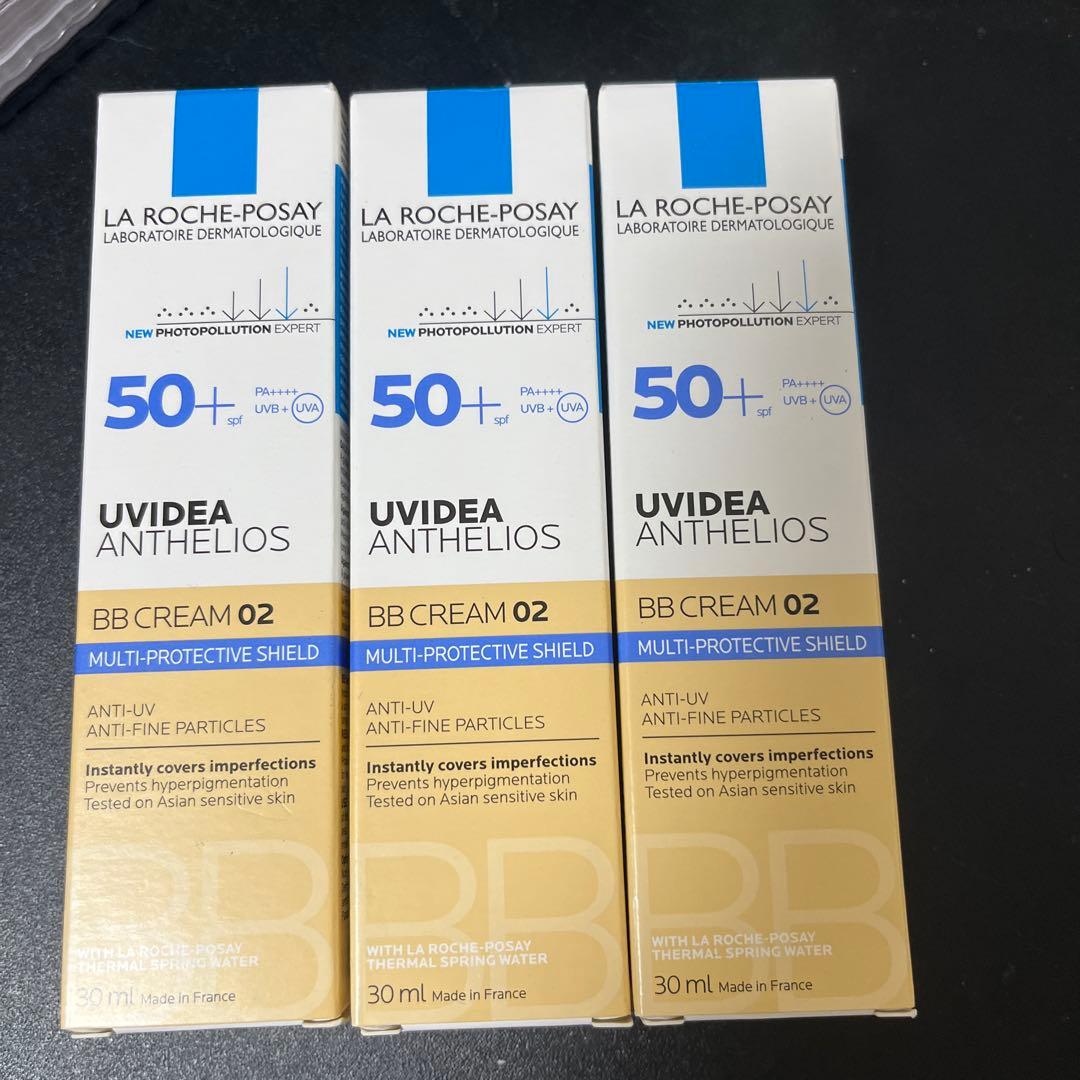 LA ROCHE-POSAY
LABORATOIRE DERMATOLOGIQUE
NEW PHOTOPOLLUTION EXPERT
50+ spf
PA++++
UVB + UVA
UVIDEA
ANTHELIOS
BB CREAM 02
MULTI-PROTECTIVE SHIELD
ANTI-UV
ANTI-FINE PARTICLES
Instantly covers imperfections
Prevents hyperpigmentation
Tested on Asian sensitive skin
BB
WITH LA ROCHE-POSAY
THERMAL SPRING WATER
30 ml Made in France
LA ROCHE-POSAY
LABORATOIRE DERMATOLOGIQUE
NEW PHOTOPOLLUTION EXPERT
50+ spf
PA++++
UVB + UVA
UVIDEA
ANTHELIOS
BB CREAM 02
MULTI-PROTECTIVE SHIELD
ANTI-UV
ANTI-FINE PARTICLES
Instantly covers imperfections
Prevents hyperpigmentation
Tested on Asian sensitive skin
BB
WITH LA ROCHE-POSAY
THERMAL SPRING WATER
30 ml Made in France
LA ROCHE-POSAY
LABORATOIRE DERMATOLOGIQUE
NEW PHOTOPOLLUTION EXPERT
50+ spf
PA++++
UVB + UVA
UVIDEA
ANTHELIOS
BB CREAM 02
MULTI-PROTECTIVE SHIELD
ANTI-UV
ANTI-FINE PARTICLES
Instantly covers imperfections
Prevents hyperpigmentation
Tested on Asian sensitive skin
BB
WITH LA ROCHE-POSAY
THERMAL SPRING WATER
30 ml Made in France